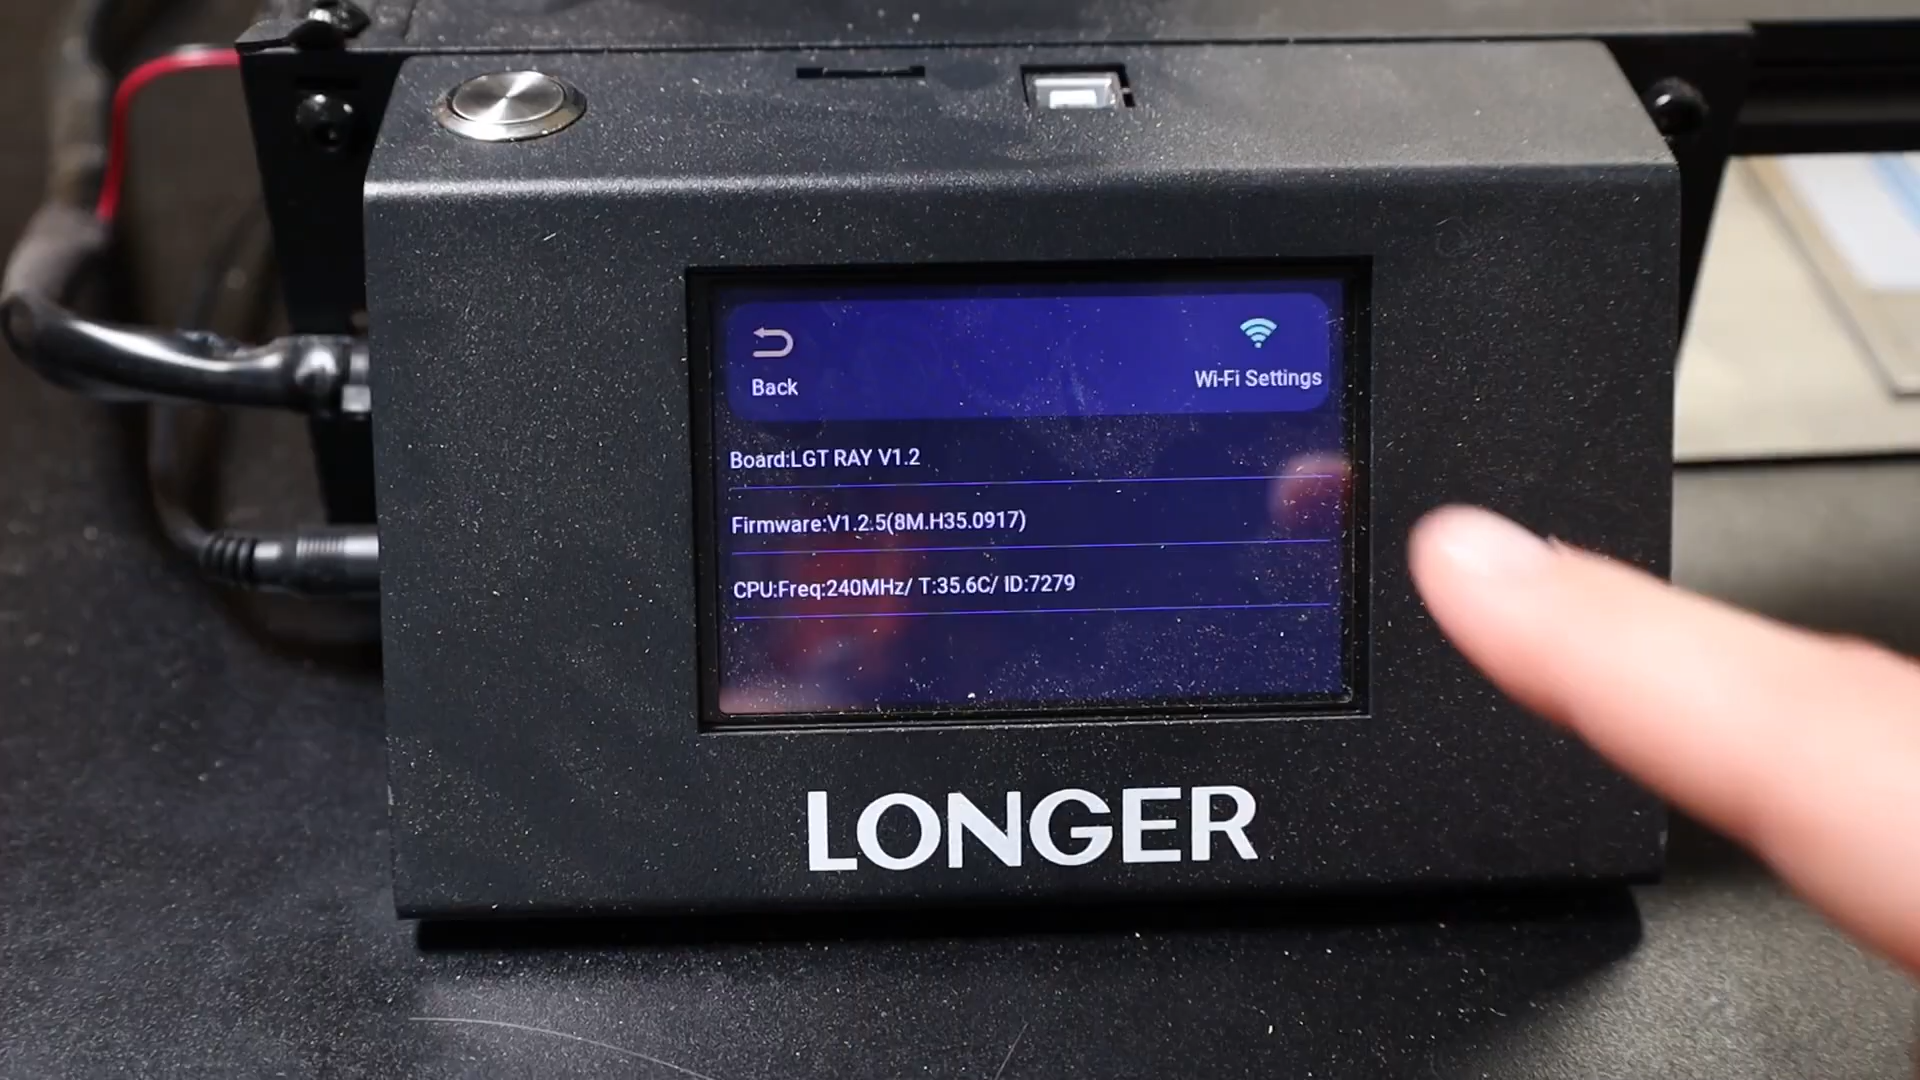 Back
Wi-Fi Settings
Board:LGT RAY V1.2
Firmware:V1.2.5(8M.H35.0917)
CPU:Freq:240MHz/ T:35.6C/ ID:7279
LONGER